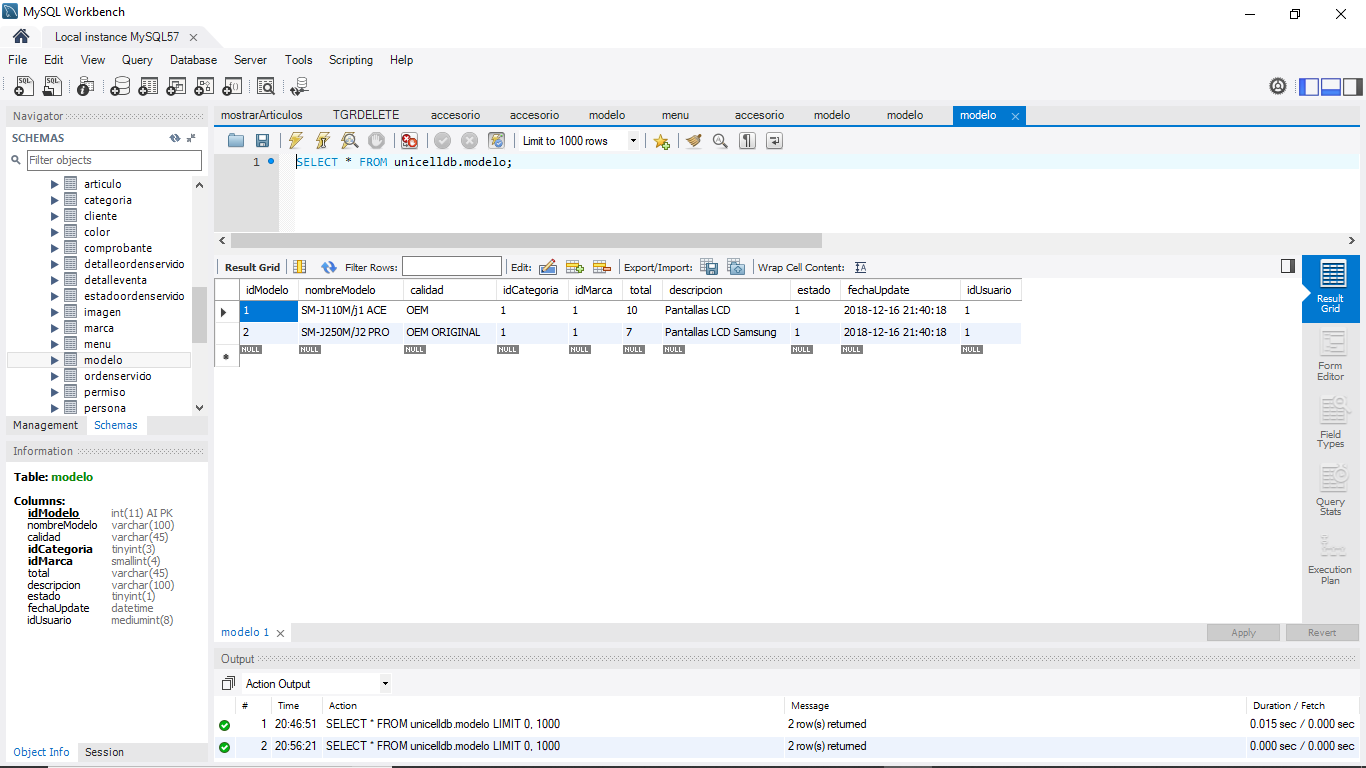 MySQL Workbench
Local instance MySQL57
File Edit View Query Database Server Tools Scripting Help
Navigator
SCHEMAS
Filter objects
articulo
categoria
cliente
color
comprobante
detalleordenservicio
detalleventa
estadoordenservicio
imagen
marca
menu
modelo
ordenservicio
permiso
persona
Management Schemas
Information
Table: modelo
Columns:
idModelo int(11) AI PK
nombreModelo varchar(100)
calidad varchar(45)
idCategoria tinyint(3)
idMarca smallint(4)
total varchar(45)
descripcion varchar(100)
estado tinyint(1)
fechaUpdate datetime
idUsuario mediumint(8)
Object Info Session
mostrarArticulos TGRDELETE accesorio accesorio modelo menu accesorio modelo modelo modelo
Limit to 1000 rows
1 SELECT * FROM unicelldb.modelo;
Result Grid Filter Rows: Edit: Export/Import: Wrap Cell Content:
idModelo nombreModelo calidad idCategoria idMarca total descripcion estado fechaUpdate idUsuario
1 SM-J110M/j1 ACE OEM 1 1 10 Pantallas LCD 1 2018-12-16 21:40:18 1
2 SM-J250M/J2 PRO OEM ORIGINAL 1 1 7 Pantallas LCD Samsung 1 2018-12-16 21:40:18 1
NULL NULL NULL NULL NULL NULL NULL NULL NULL NULL
Result
Grid
Form
Editor
Field
Types
Query
Stats
Execution
Plan
modelo 1
Apply Revert
Output
Action Output
# Time Action Message Duration / Fetch
1 20:46:51 SELECT * FROM unicelldb.modelo LIMIT 0, 1000 2 row(s) returned 0.015 sec / 0.000 sec
2 20:56:21 SELECT * FROM unicelldb.modelo LIMIT 0, 1000 2 row(s) returned 0.000 sec / 0.000 sec